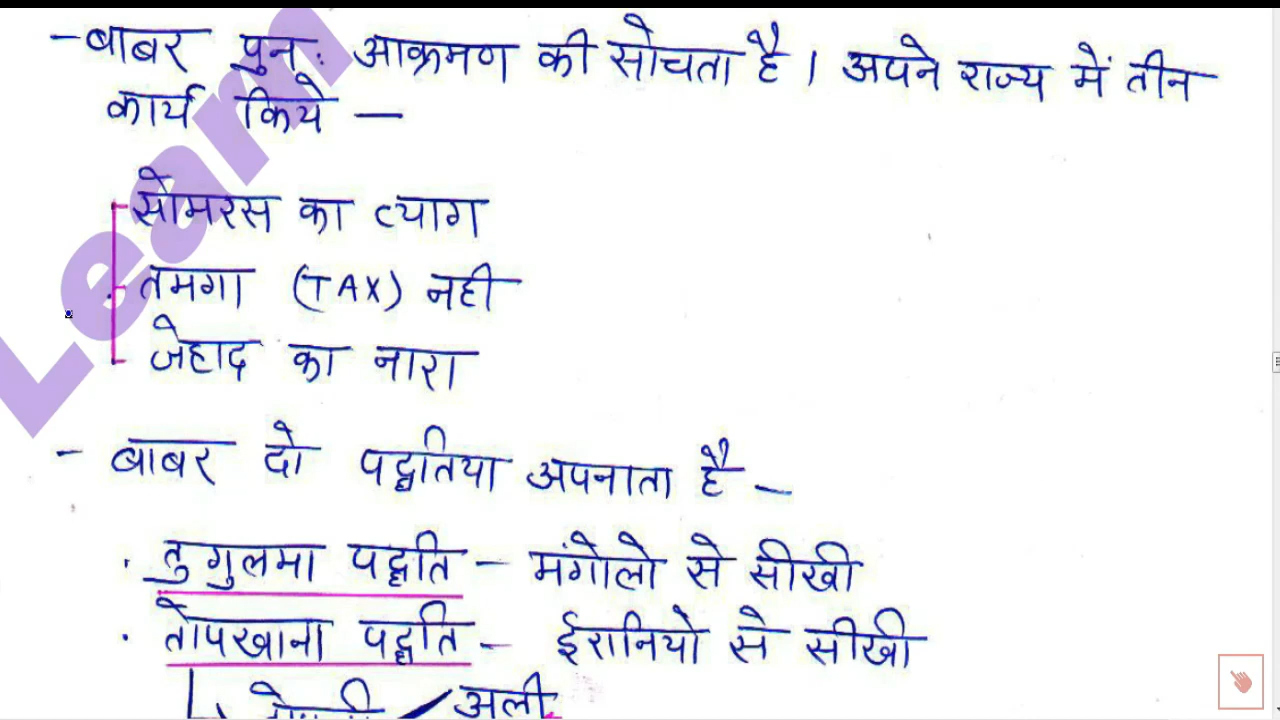 - बाबर पुनः आक्रमण की सोचता है। अपने राज्य में तीन
कार्य किये -
सोमरस का त्याग
तमगा (TAX) नही
जेहाद का नारा
- बाबर दो पद्धतिया अपनाता है -
. तुगुलमा पद्धति - मंगोलो से सीखी
. तोपखाना पद्धति - ईरानियो से सीखी
अली
Learn